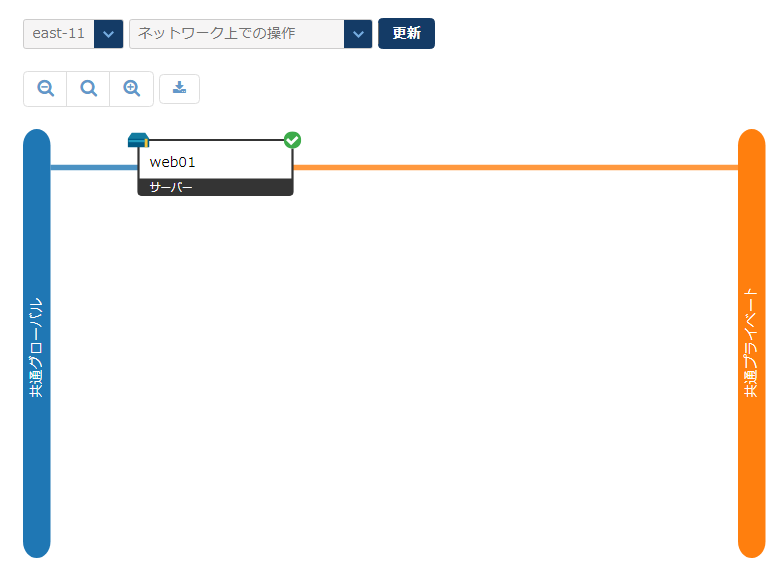 east-11
ネットワーク上での操作
更新
web01
サーバー
共通グローバル
共通プライベート